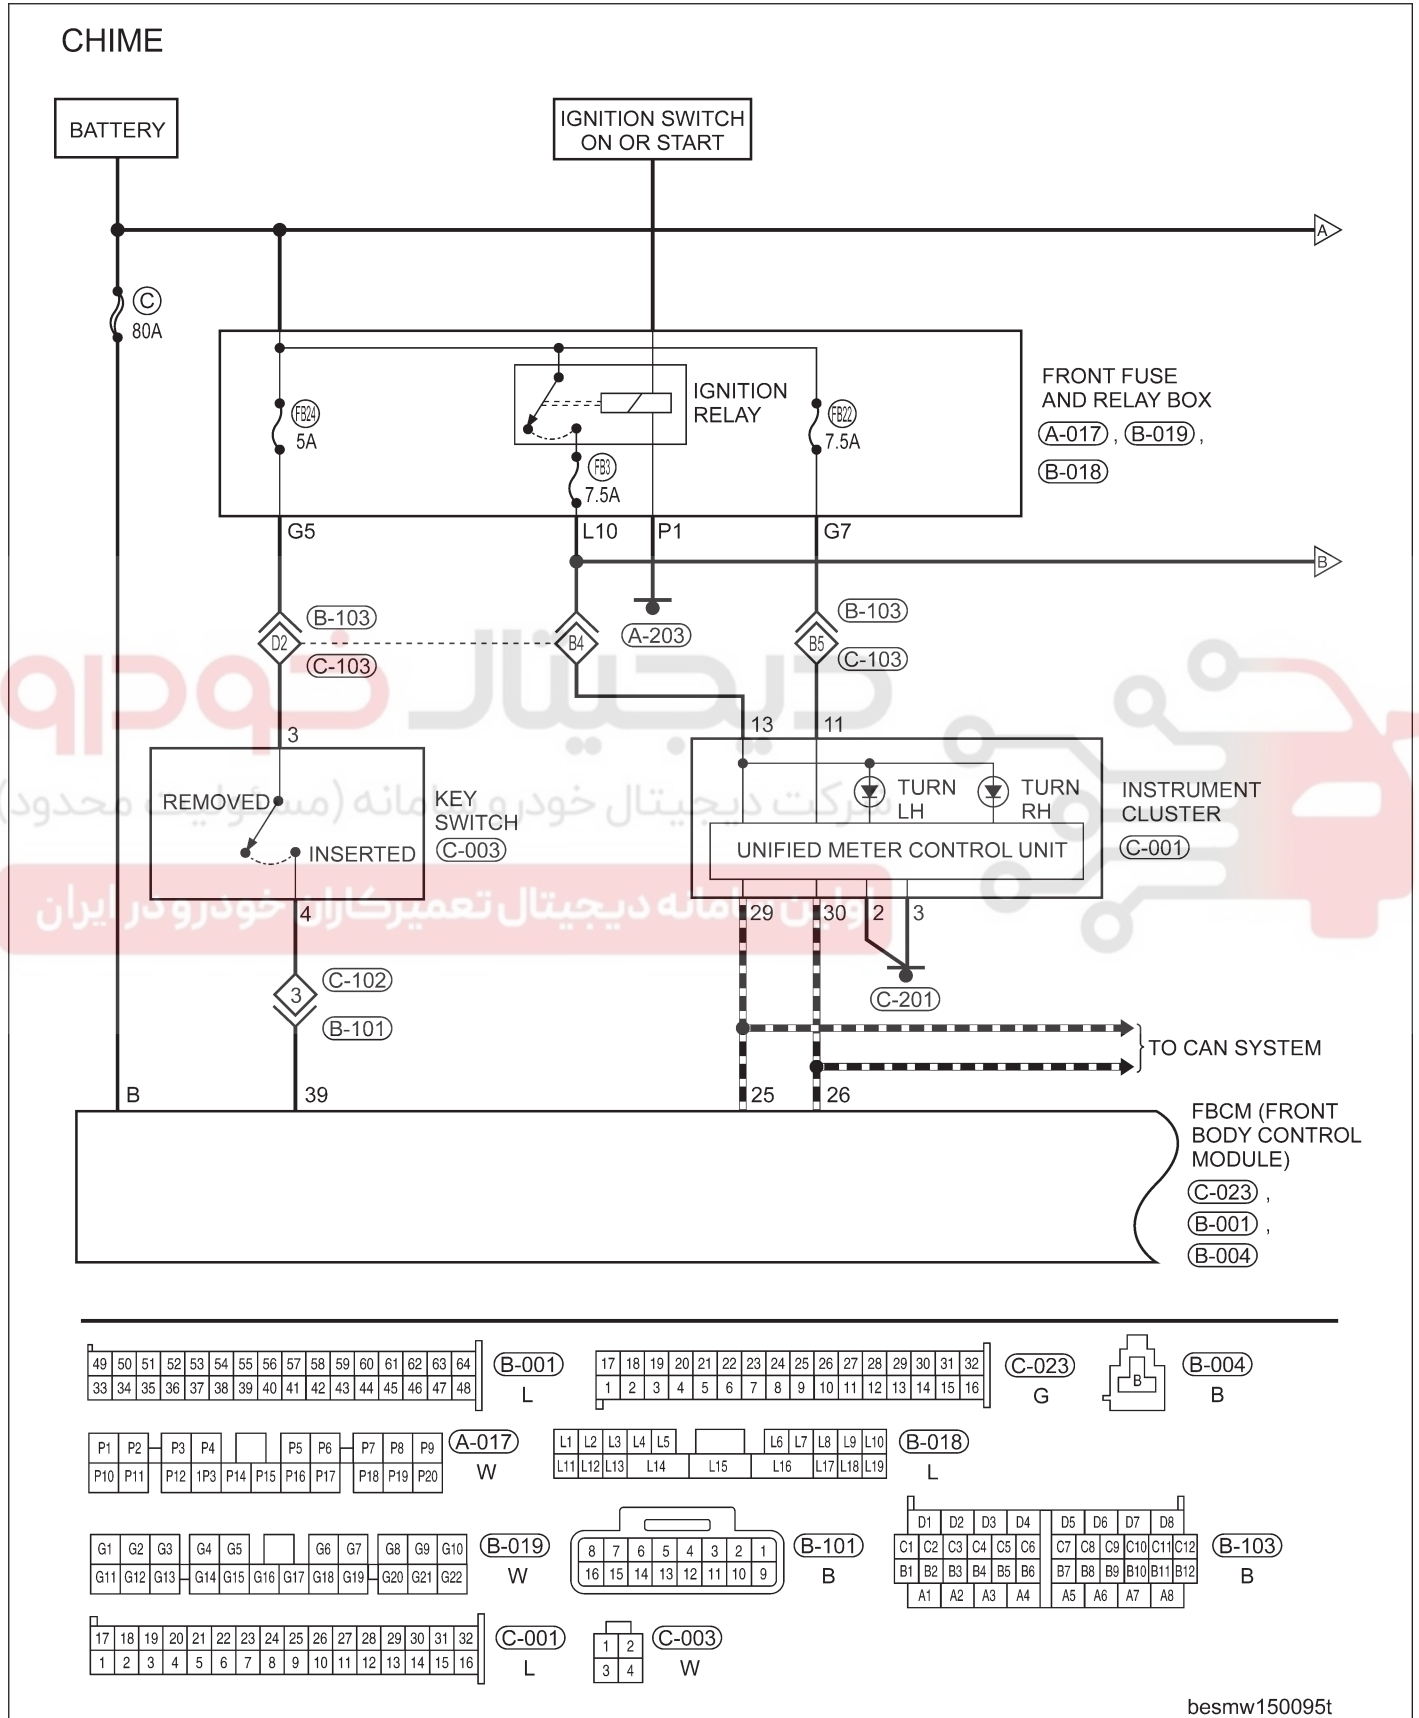 CHIME
BATTERY
IGNITION SWITCH
ON OR START
A
C
80A
FB24
5A
IGNITION
RELAY
FB3
7.5A
FB22
7.5A
FRONT FUSE
AND RELAY BOX
A-017 , B-019 ,
B-018
G5
L10
P1
G7
B
B-103
D2
C-103
B4
A-203
B-103
B5
C-103
دیجیتال خودرو
شرکت دیجیتال خودرو سامانه (مسئولیت محدود)
اولین سامانه دیجیتال تعمیرکاران خودرو در ایران
3
13
11
REMOVED
INSERTED
KEY
SWITCH
C-003
TURN
LH
TURN
RH
UNIFIED METER CONTROL UNIT
INSTRUMENT
CLUSTER
C-001
4
29
30
2
3
3
C-102
B-101
C-201
TO CAN SYSTEM
B
39
25
26
FBCM (FRONT
BODY CONTROL
MODULE)
C-023 ,
B-001 ,
B-004
49 50 51 52 53 54 55 56 57 58 59 60 61 62 63 64
33 34 35 36 37 38 39 40 41 42 43 44 45 46 47 48
B-001
L
17 18 19 20 21 22 23 24 25 26 27 28 29 30 31 32
1 2 3 4 5 6 7 8 9 10 11 12 13 14 15 16
C-023
G
B
B-004
B
P1 P2 P3 P4 P5 P6 P7 P8 P9
P10 P11 P12 1P3 P14 P15 P16 P17 P18 P19 P20
A-017
W
L1 L2 L3 L4 L5 L6 L7 L8 L9 L10
L11 L12 L13 L14 L15 L16 L17 L18 L19
B-018
L
G1 G2 G3 G4 G5 G6 G7 G8 G9 G10
G11 G12 G13 G14 G15 G16 G17 G18 G19 G20 G21 G22
B-019
W
8 7 6 5 4 3 2 1
16 15 14 13 12 11 10 9
B-101
B
D1 D2 D3 D4 D5 D6 D7 D8
C1 C2 C3 C4 C5 C6 C7 C8 C9 C10 C11 C12
B1 B2 B3 B4 B5 B6 B7 B8 B9 B10 B11 B12
A1 A2 A3 A4 A5 A6 A7 A8
B-103
B
17 18 19 20 21 22 23 24 25 26 27 28 29 30 31 32
1 2 3 4 5 6 7 8 9 10 11 12 13 14 15 16
C-001
L
1 2
3 4
C-003
W
besmw150095t